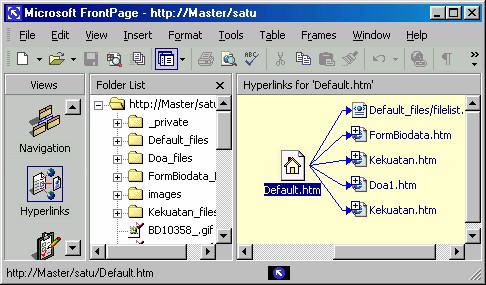 Microsoft FrontPage - http://Master/satu
File Edit View Insert Format Tools Table Frames Window Help
Views
Navigation
Hyperlinks
Folder List
http://Master/satu
_private
Default_files
Doa_files
FormBiodata_
images
Kekuatan_files
BD10358_.gif
Hyperlinks for 'Default.htm'
Default.htm
Default_files/filelist.
FormBiodata.htm
Kekuatan.htm
Doa1.htm
Kekuatan.htm
http://Master/satu/Default.htm